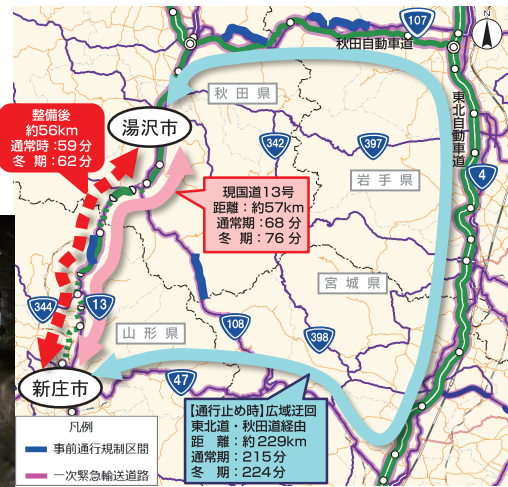 107
秋田自動車道
秋田県
整備後
約56km
通常時:59分
冬 期:62分
湯沢市
東北自動車道
342
397
4
岩手県
現国道13号
距離:約57km
通常期:68分
冬 期:76分
宮城県
344
13
山形県
108
398
新庄市
47
【通行止め時】広域迂回
東北道・秋田道経由
距 離:約229km
通常期:215分
冬 期:224分
凡例
事前通行規制区間
一次緊急輸送道路